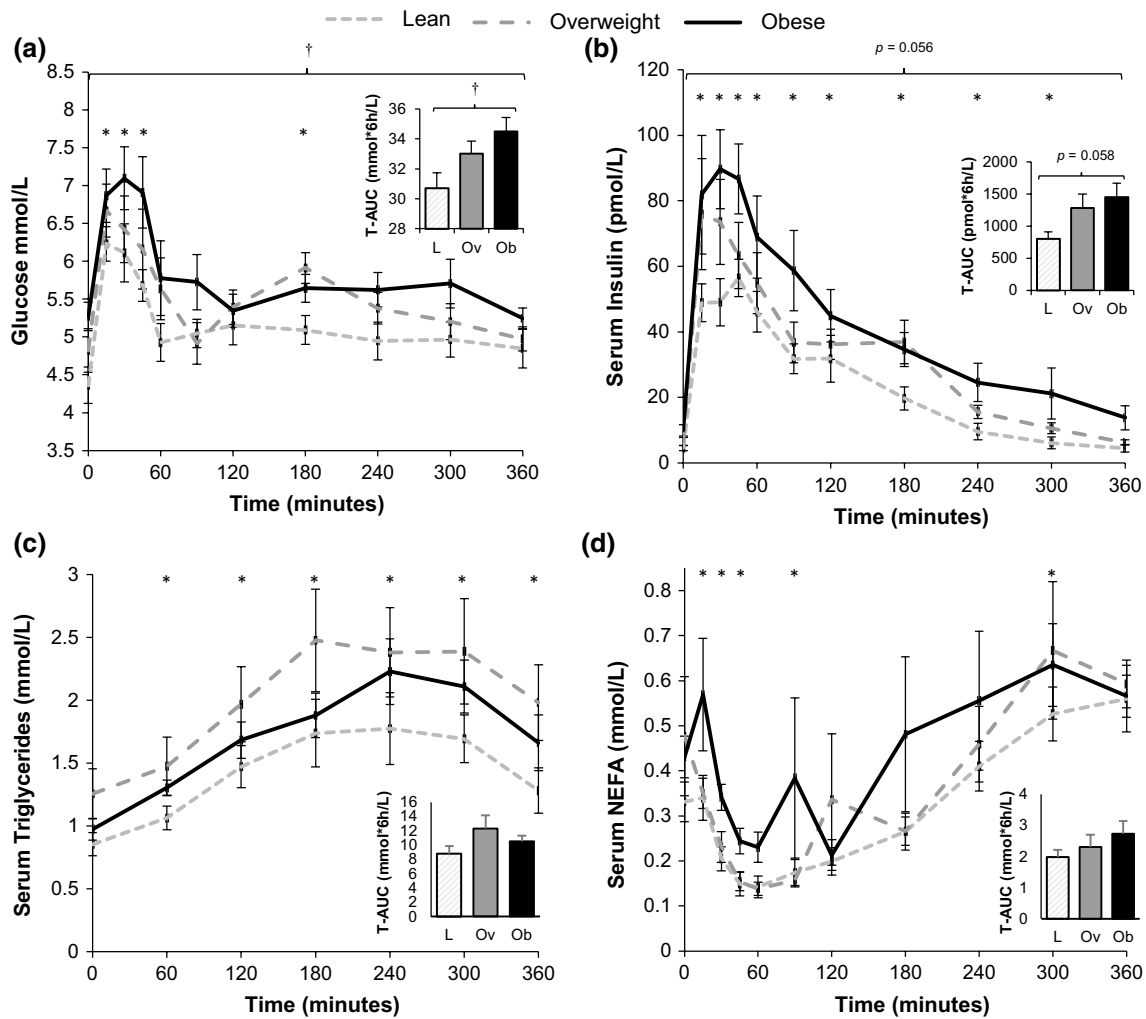 Lean Overweight Obese
(a)
†
8.5
8
7.5
7
6.5
6
5.5
5
4.5
4
3.5
Glucose mmol/L
* * * *
0 60 120 180 240 300 360
Time (minutes)
†
36
34
32
30
28
T-AUC (mmol*6h/L)
L Ov Ob
(b)
p = 0.056
120
100
80
60
40
20
0
Serum Insulin (pmol/L)
* * * * * * * * *
0 60 120 180 240 300 360
Time (minutes)
p = 0.058
2000
1500
1000
500
0
T-AUC (pmol*6h/L)
L Ov Ob
(c)
3
2.5
2
1.5
1
0.5
0
Serum Triglycerides (mmol/L)
* * * * * *
0 60 120 180 240 300 360
Time (minutes)
16
14
12
10
8
6
4
2
0
T-AUC (mmol*6h/L)
L Ov Ob
(d)
0.8
0.7
0.6
0.5
0.4
0.3
0.2
0.1
0
Serum NEFA (mmol/L)
* * * * *
0 60 120 180 240 300 360
Time (minutes)
4
3
2
1
0
T-AUC (mmol*6h/L)
L Ov Ob